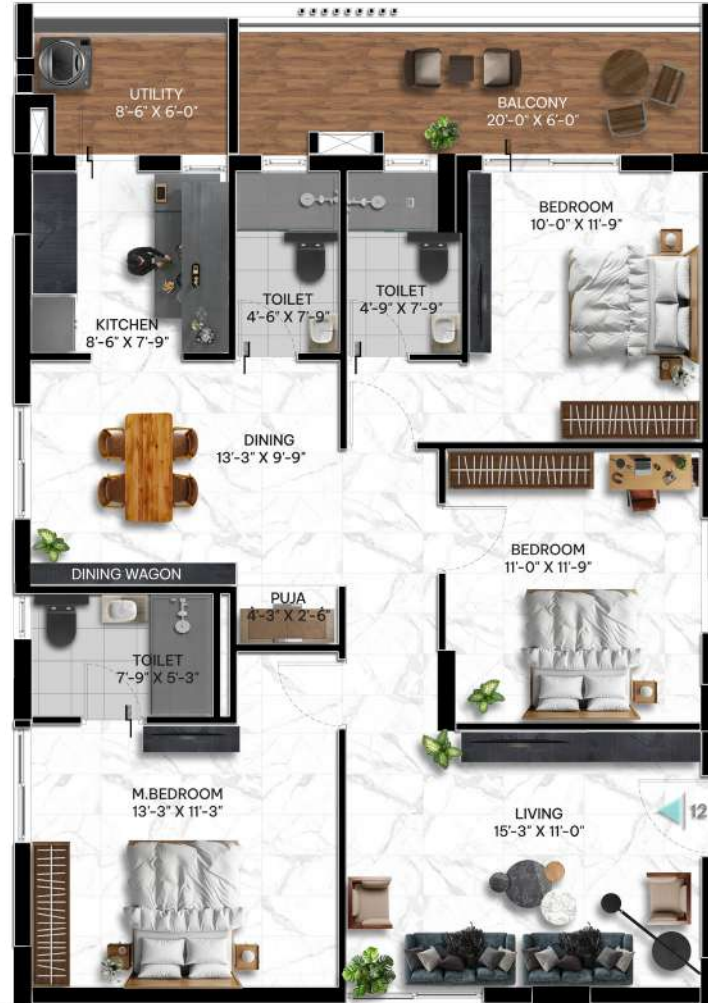 UTILITY
8'-6" X 6'-0"
BALCONY
20'-0" X 6'-0"
BEDROOM
10'-0" X 11'-9"
TOILET
4'-6" X 7'-9"
TOILET
4'-9" X 7'-9"
KITCHEN
8'-6" X 7'-9"
DINING
13'-3" X 9'-9"
BEDROOM
11'-0" X 11'-9"
DINING WAGON
PUJA
4'-3" X 2'-6"
TOILET
7'-9" X 5'-3"
M.BEDROOM
13'-3" X 11'-3"
LIVING
15'-3" X 11'-0"
12